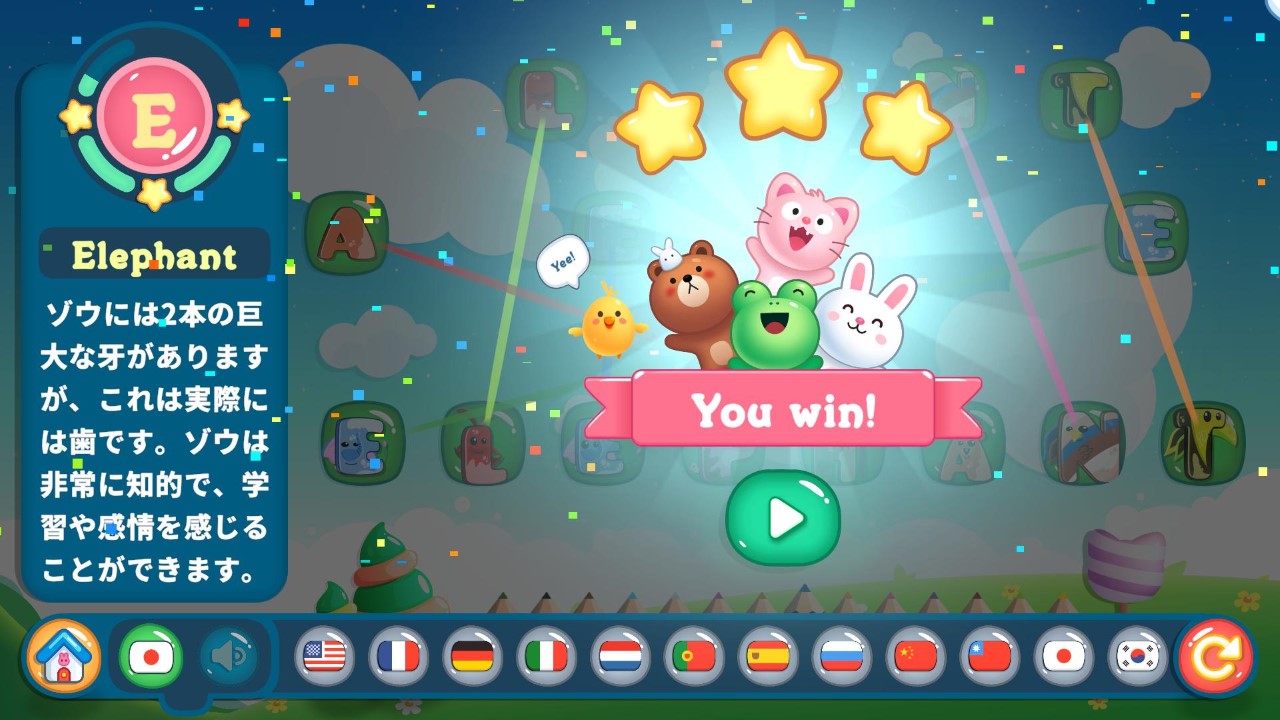 E
Elephant
ゾウには2本の巨
大な牙があります
が、これは実際に
は歯です。ゾウは
非常に知的で、学
習や感情を感じる
ことができます。
L
T
A
E
Yee!
You win!
E
L
E
P
H
A
N
T